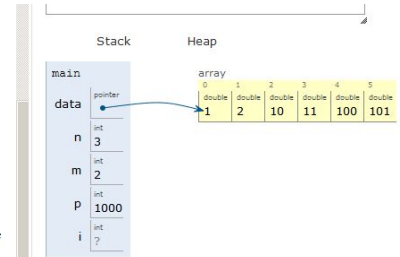 Stack Heap
main
array
0 1 2 3 4 5
double double double double double double
1 2 10 11 100 101
data pointer
n int
3
m int
2
p int
1000
i int
?